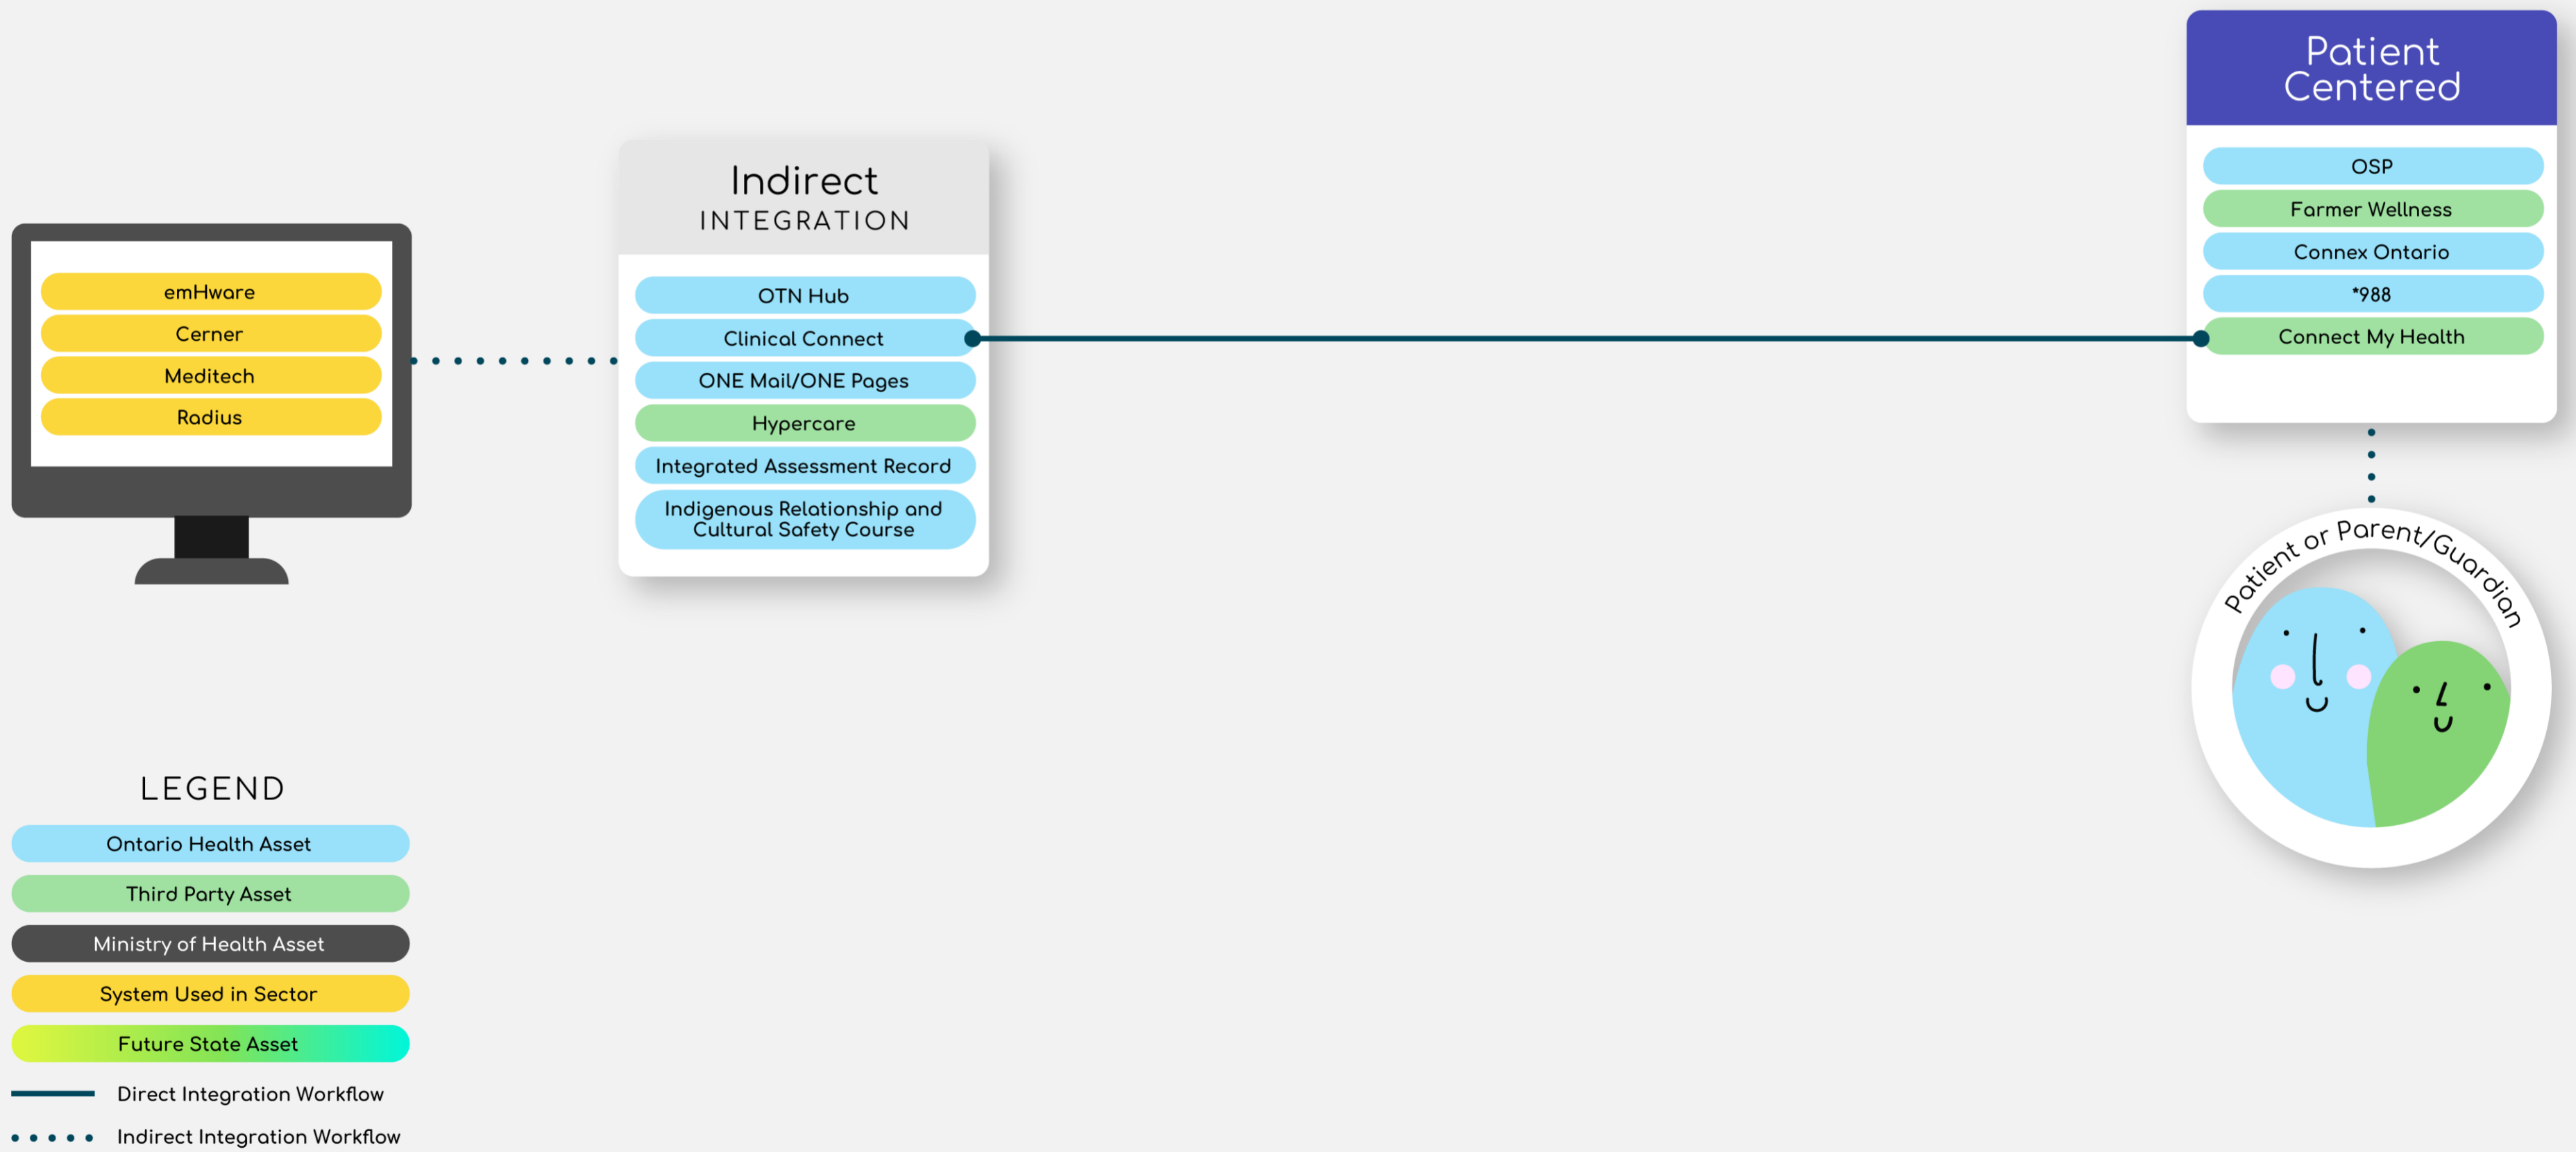 emHware
Cerner
Meditech
Radius
Indirect
INTEGRATION
OTN Hub
Clinical Connect
ONE Mail/ONE Pages
Hypercare
Integrated Assessment Record
Indigenous Relationship and
Cultural Safety Course
Patient
Centered
OSP
Farmer Wellness
Connex Ontario
*988
Connect My Health
Patient or Parent/Guardian
LEGEND
Ontario Health Asset
Third Party Asset
Ministry of Health Asset
System Used in Sector
Future State Asset
Direct Integration Workflow
Indirect Integration Workflow